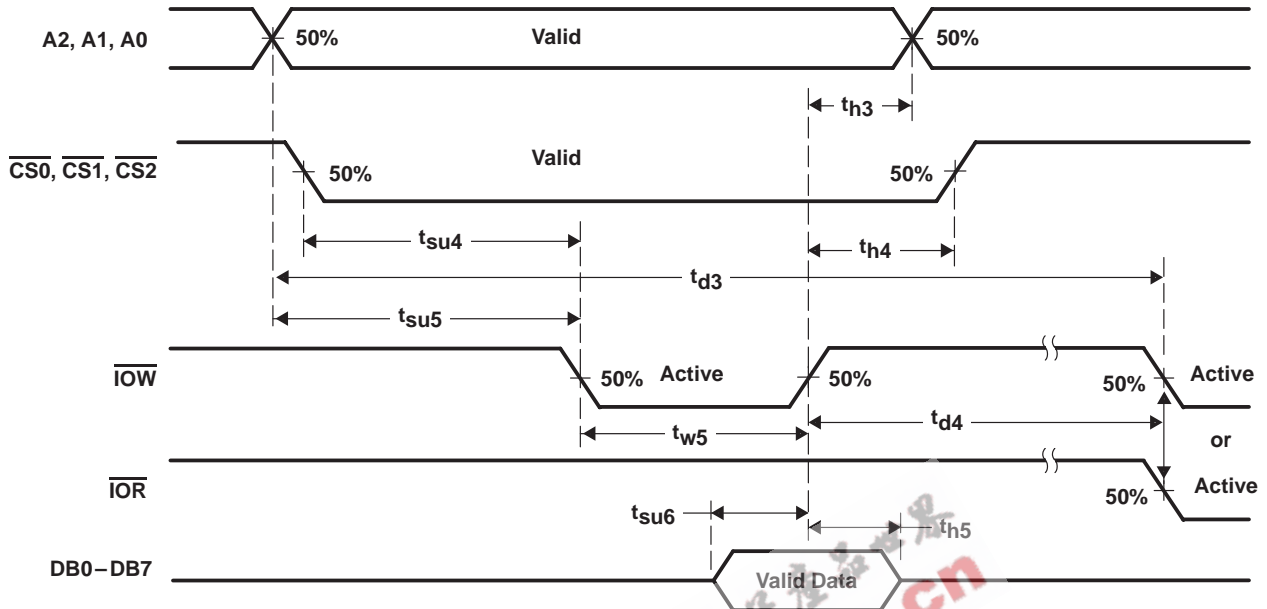 A2, A1, A0
50%
Valid
50%
th3
CS0, CS1, CS2
50%
Valid
50%
tsu4
th4
td3
tsu5
IOW
50%
Active
50%
50%
Active
tw5
td4
or
IOR
50%
Active
tsu6
th5
DB0–DB7
Valid Data
cn